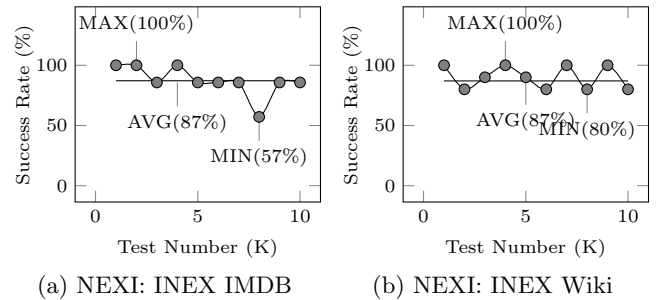 MAX(100%)
100
50
0
AVG(87%)
MIN(57%)
0
5
10
Success Rate (%)
Test Number (K)
(a) NEXI: INEX IMDB
MAX(100%)
100
50
0
AVG(87%)
MIN(80%)
0
5
10
Success Rate (%)
Test Number (K)
(b) NEXI: INEX Wiki